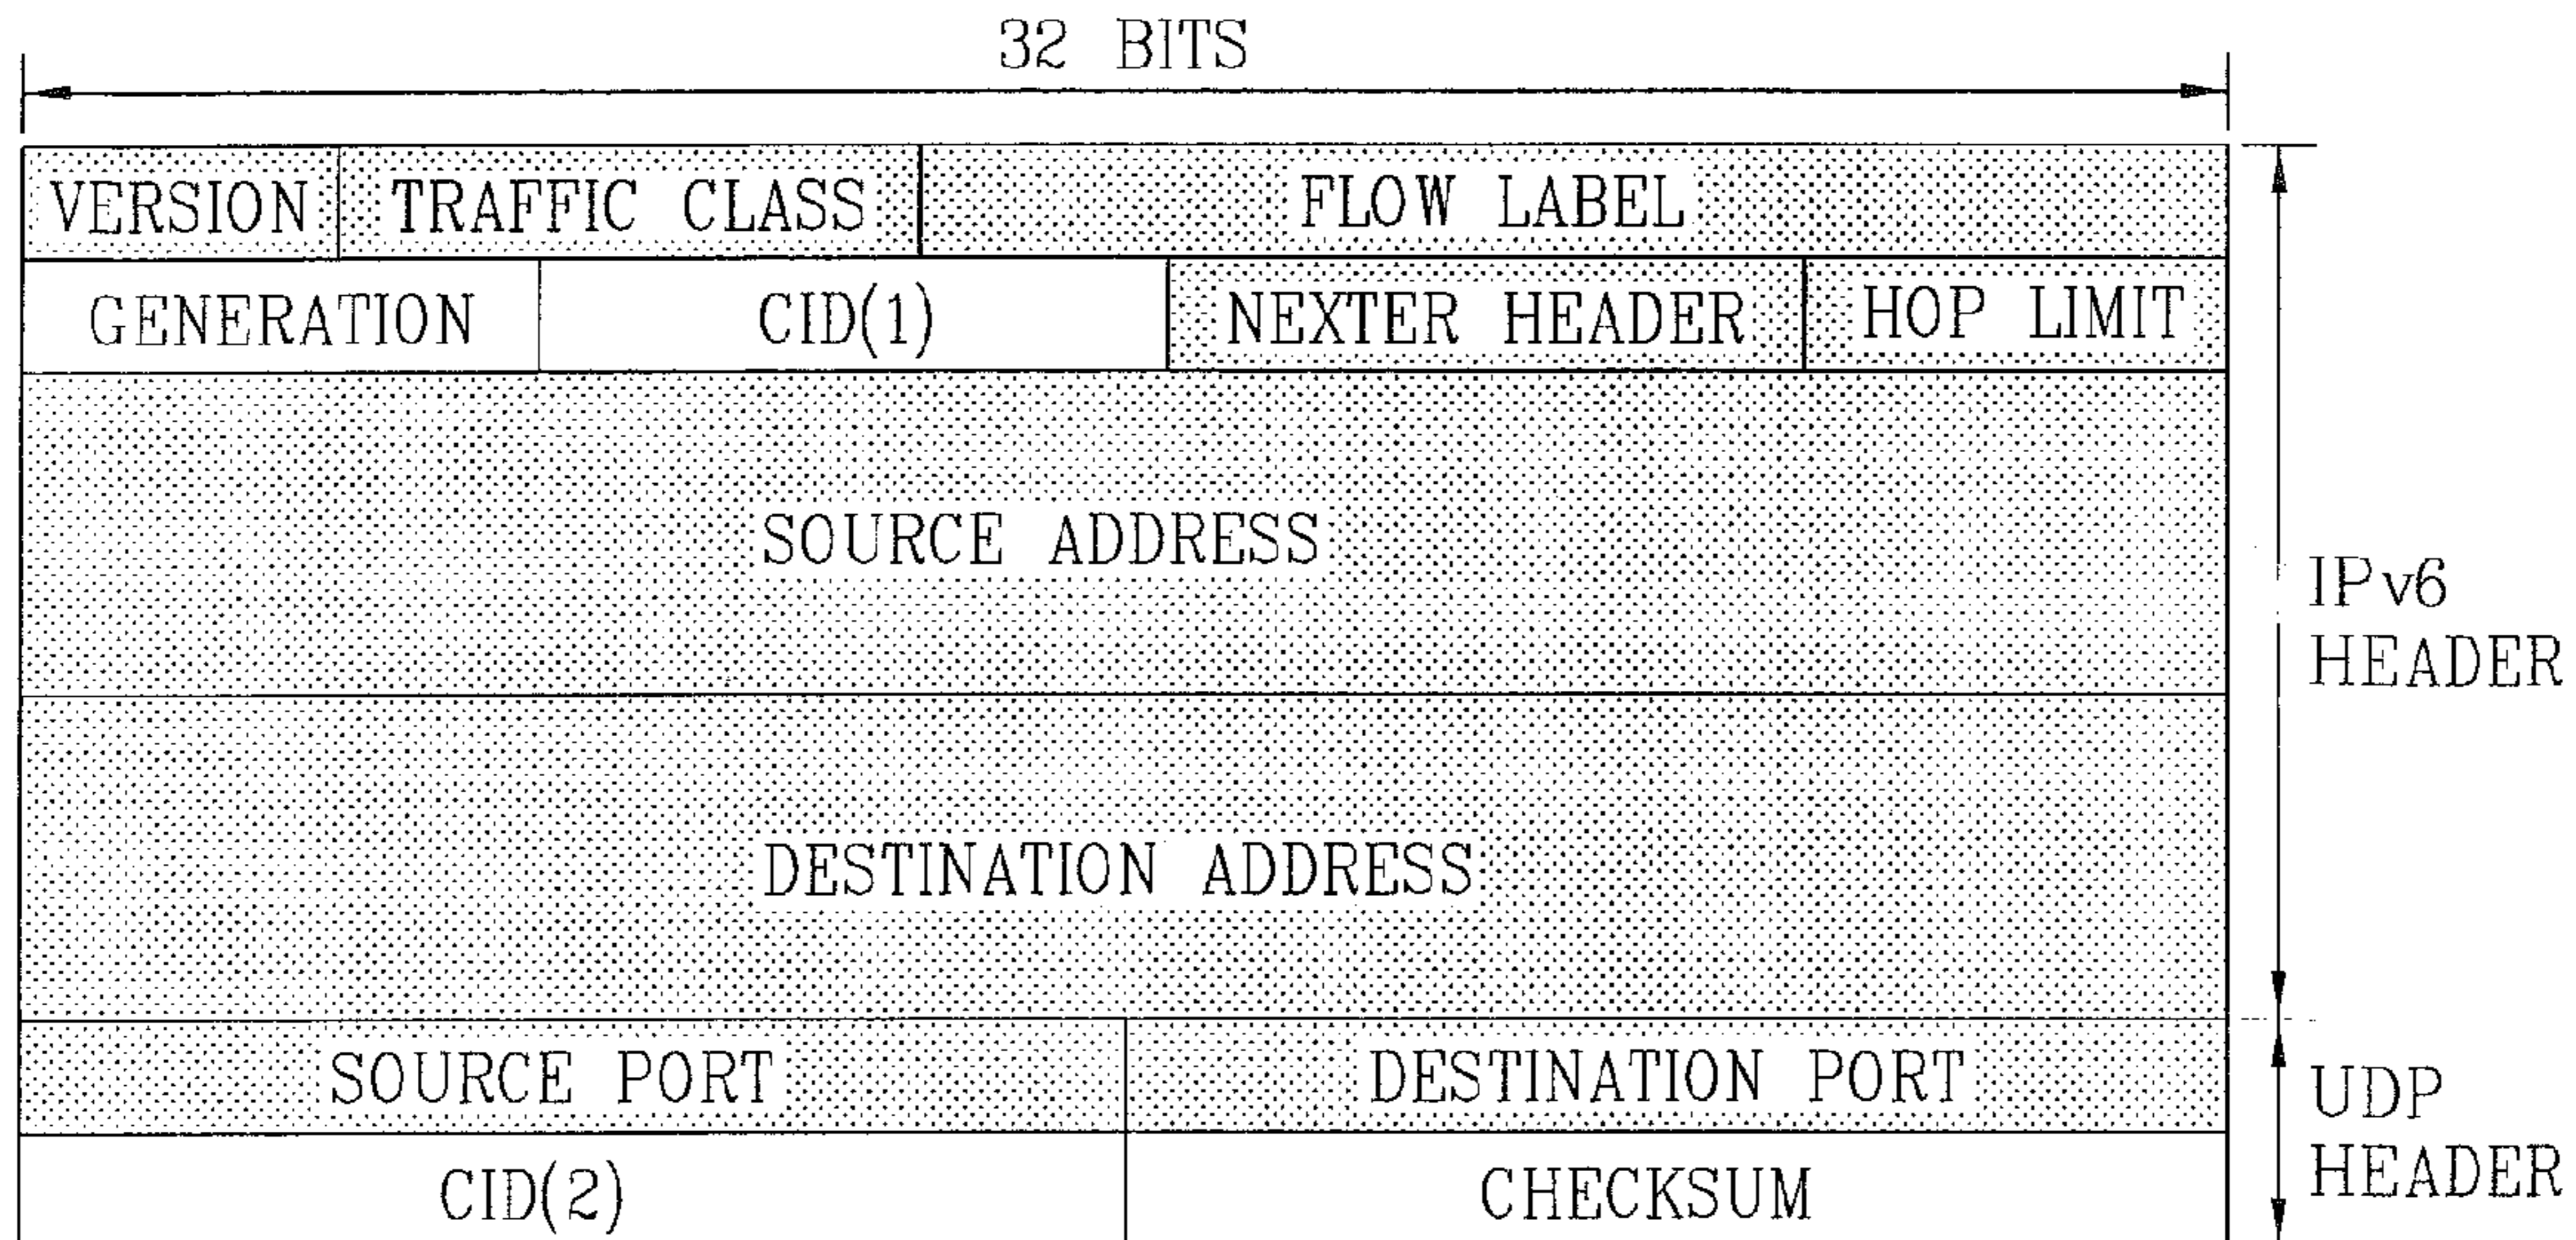 32 BITS
VERSION TRAFFIC CLASS FLOW LABEL
GENERATION CID(1) NEXTER HEADER HOP LIMIT
SOURCE ADDRESS
IPv6
HEADER
DESTINATION ADDRESS
SOURCE PORT DESTINATION PORT
UDP
HEADER
CID(2) CHECKSUM